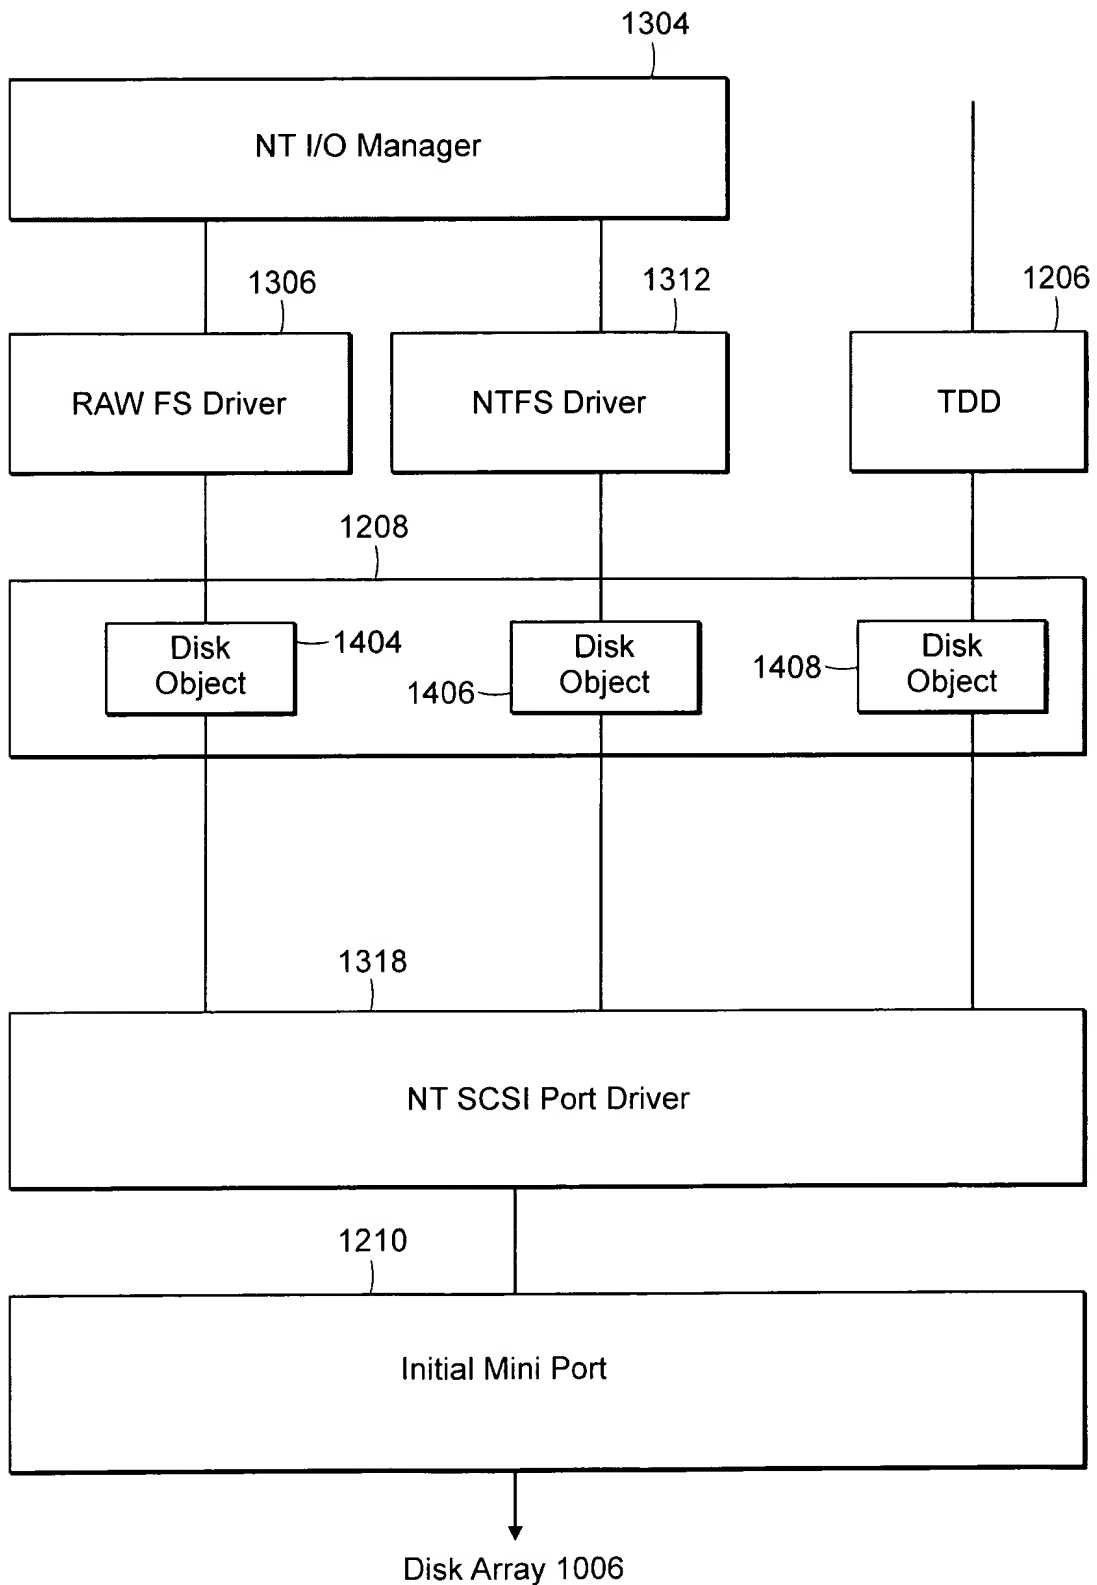 1304
NT I/O Manager
1306
1312
1206
RAW FS Driver
NTFS Driver
TDD
1208
Disk
Object
1404
1406
Disk
Object
1408
Disk
Object
1318
NT SCSI Port Driver
1210
Initial Mini Port
Disk Array 1006